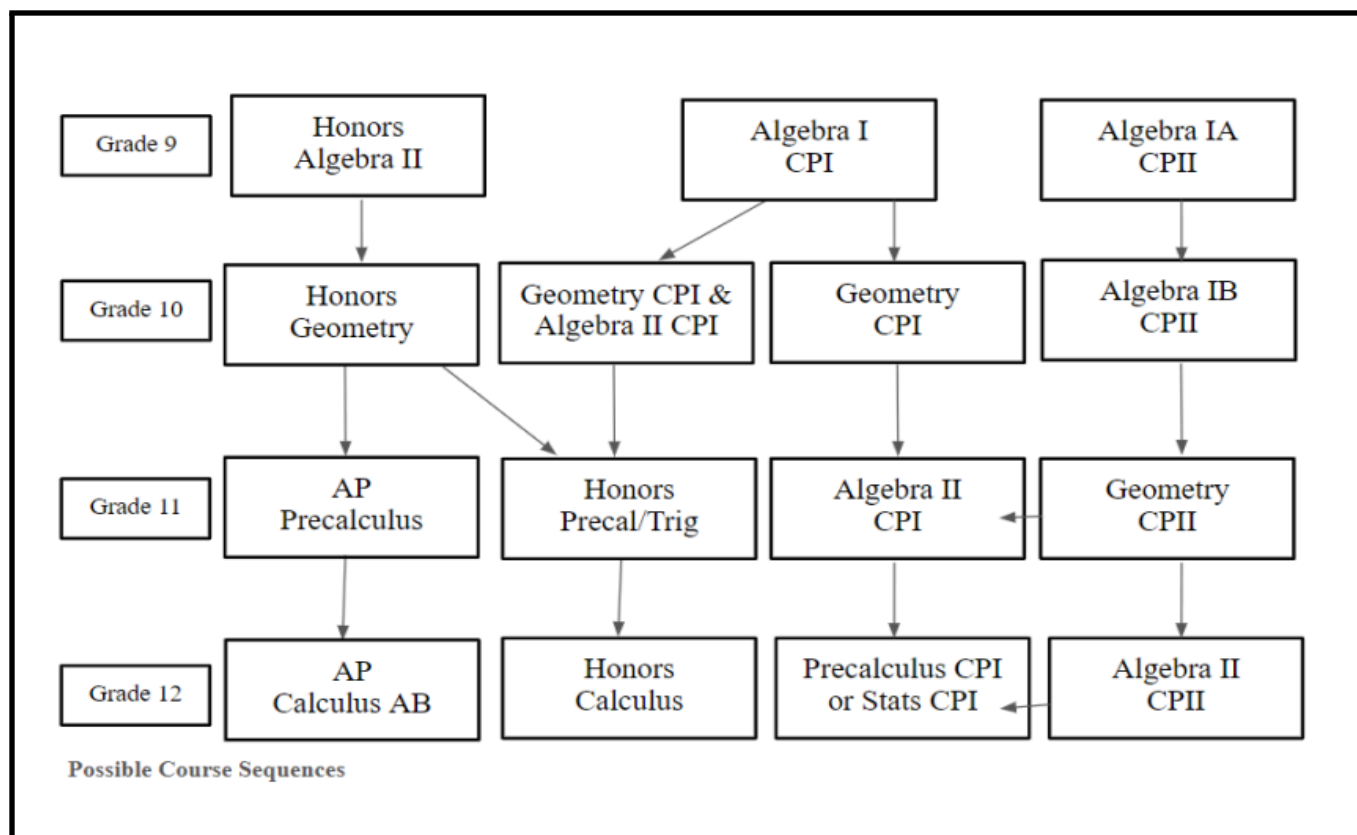 Grade 9
Honors
Algebra II
Algebra I
CPI
Algebra IA
CPII
Grade 10
Honors
Geometry
Geometry CPI &
Algebra II CPI
Geometry
CPI
Algebra IB
CPII
Grade 11
AP
Precalculus
Honors
Precal/Trig
Algebra II
CPI
Geometry
CPII
Grade 12
AP
Calculus AB
Honors
Calculus
Precalculus CPI
or Stats CPI
Algebra II
CPII
Possible Course Sequences